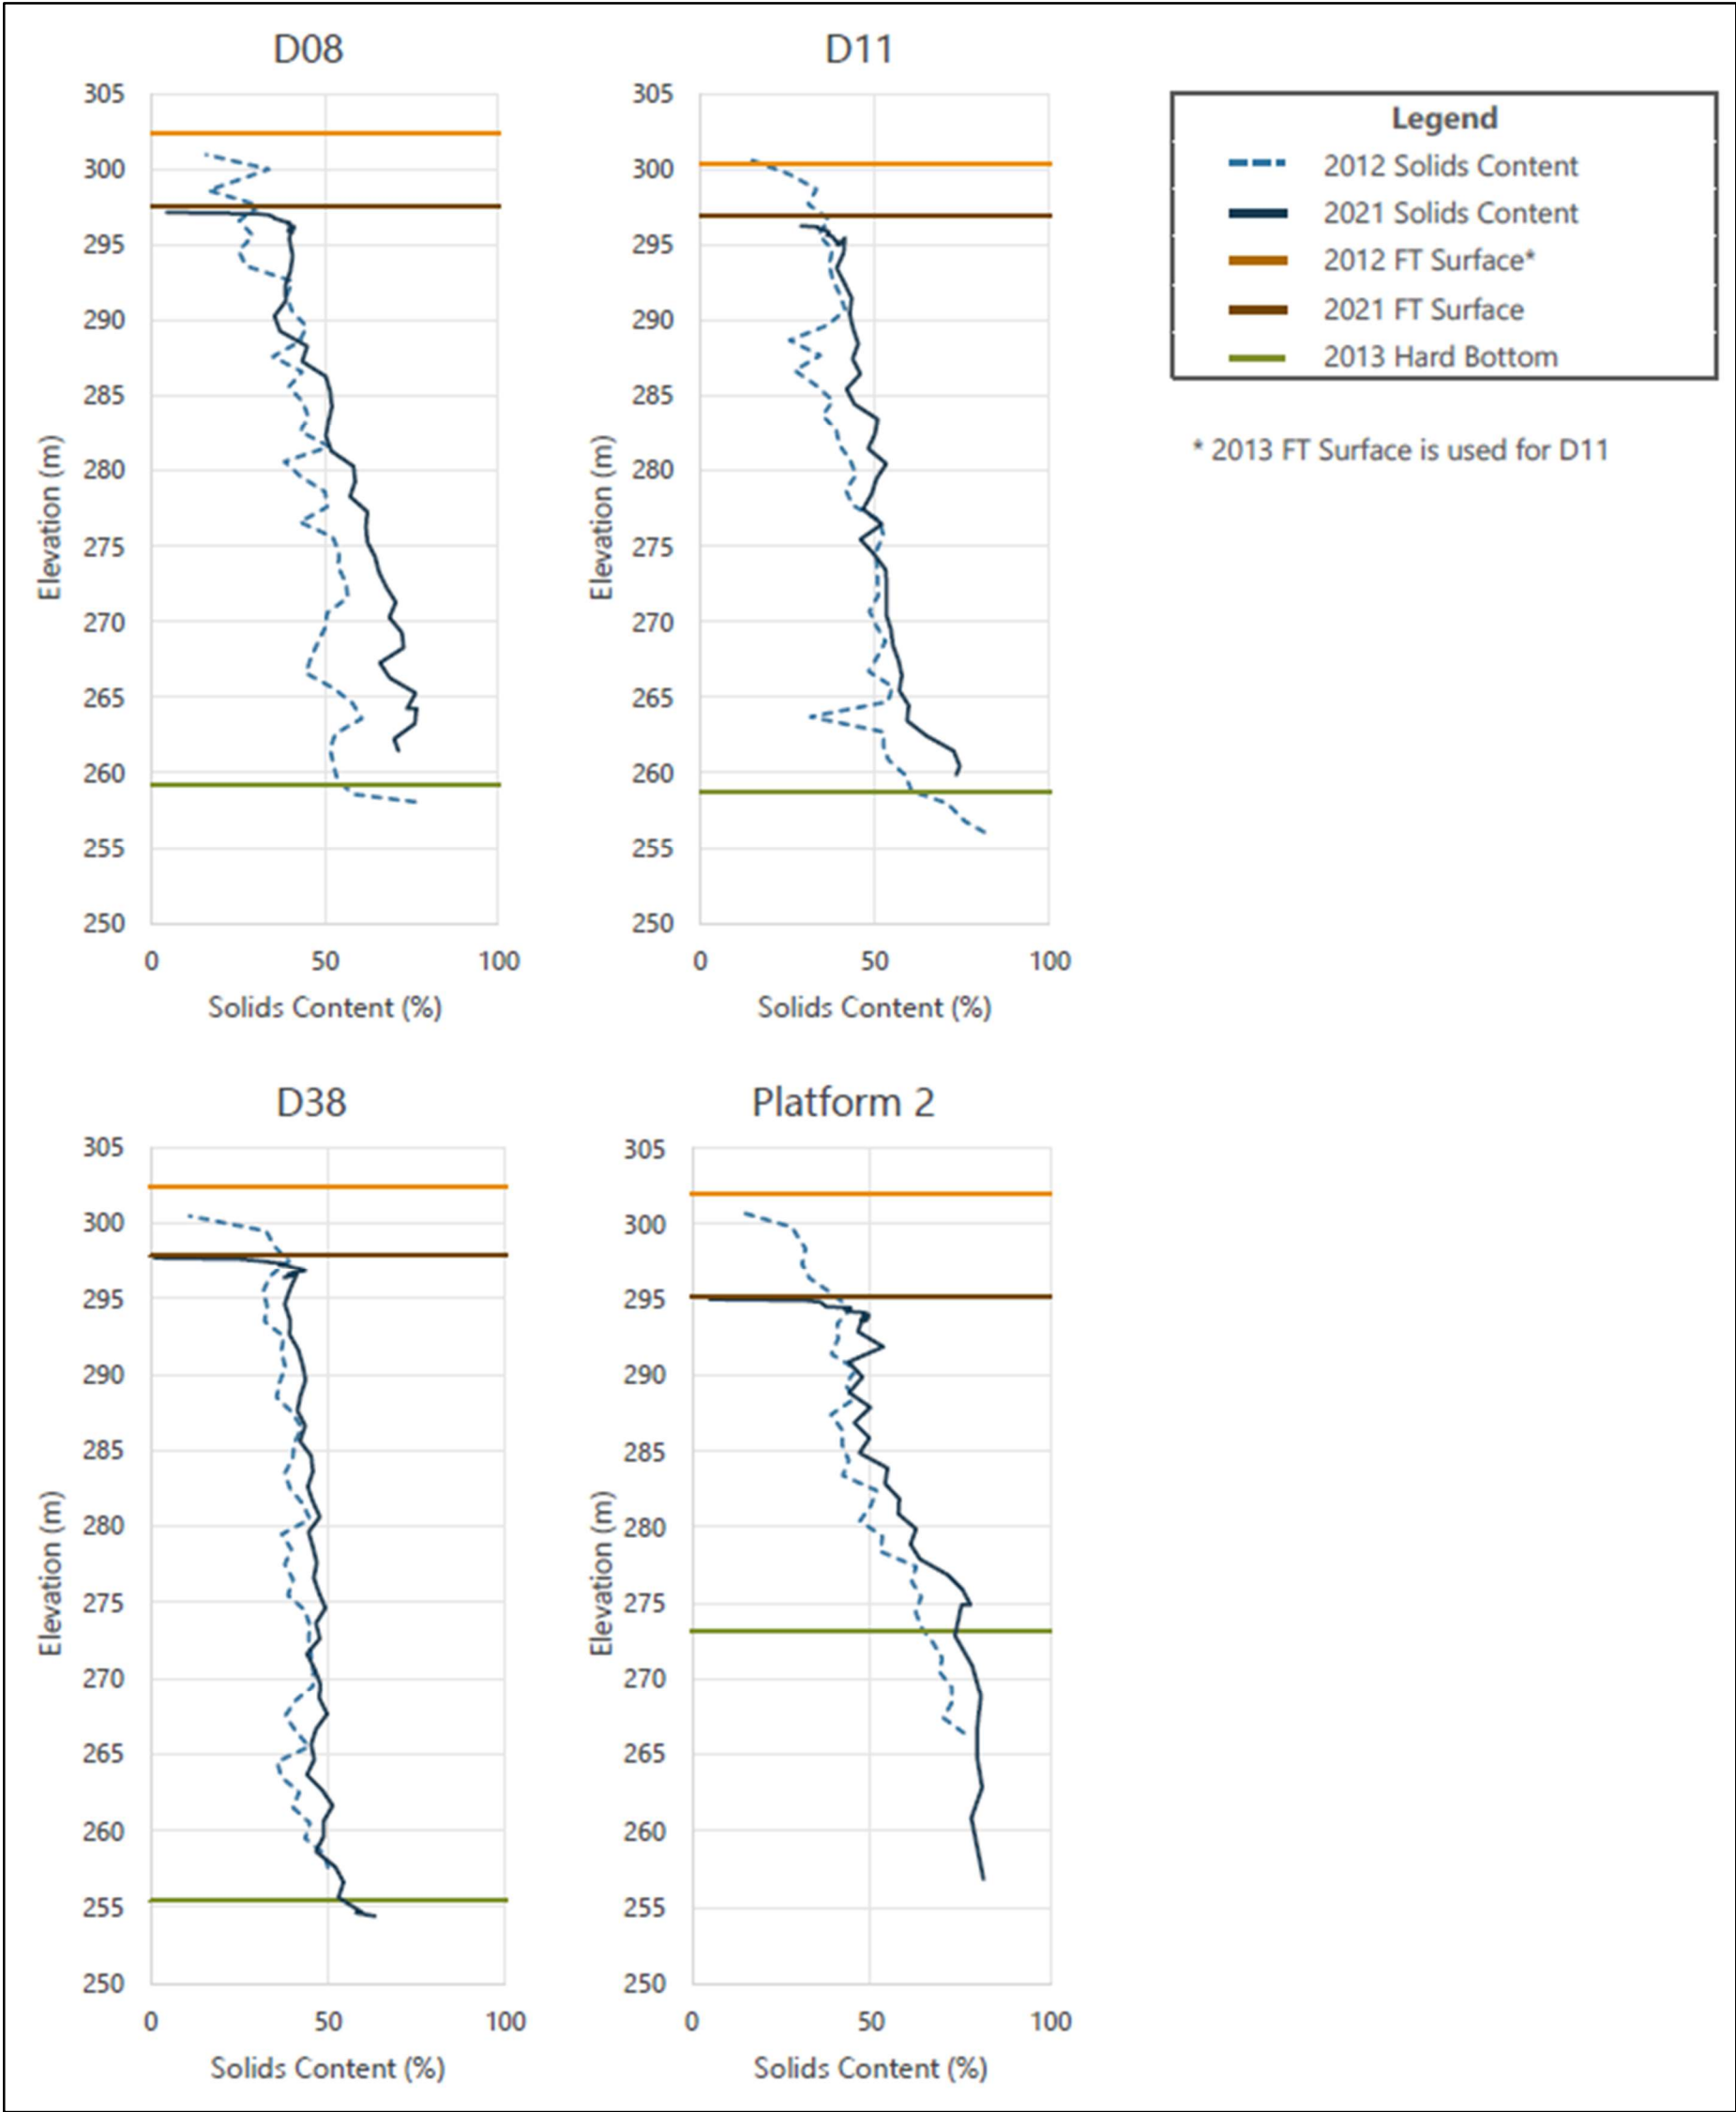 D08
305
300
295
290
285
280
275
270
265
260
255
250
Elevation (m)
0 50 100
Solids Content (%)
D11
305
300
295
290
285
280
275
270
265
260
255
250
Elevation (m)
0 50 100
Solids Content (%)
Legend
2012 Solids Content
2021 Solids Content
2012 FT Surface*
2021 FT Surface
2013 Hard Bottom
* 2013 FT Surface is used for D11
D38
305
300
295
290
285
280
275
270
265
260
255
250
Elevation (m)
0 50 100
Solids Content (%)
Platform 2
305
300
295
290
285
280
275
270
265
260
255
250
Elevation (m)
0 50 100
Solids Content (%)